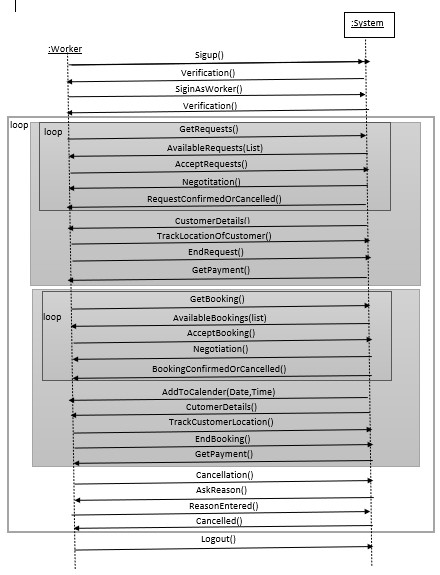 :System
:Worker
Sigup()
Verification()
SiginAsWorker()
Verification()
loop
loop
GetRequests()
AvailableRequests(List)
AcceptRequests()
Negotitation()
RequestConfirmedOrCancelled()
CustomerDetails()
TrackLocationOfCustomer()
EndRequest()
GetPayment()
GetBooking()
loop
AvailableBookings(list)
AcceptBooking()
Negotiation()
BookingConfirmedOrCancelled()
AddToCalender(Date,Time)
CutomerDetails()
TrackCustomerLocation()
EndBooking()
GetPayment()
Cancellation()
AskReason()
ReasonEntered()
Cancelled()
Logout()